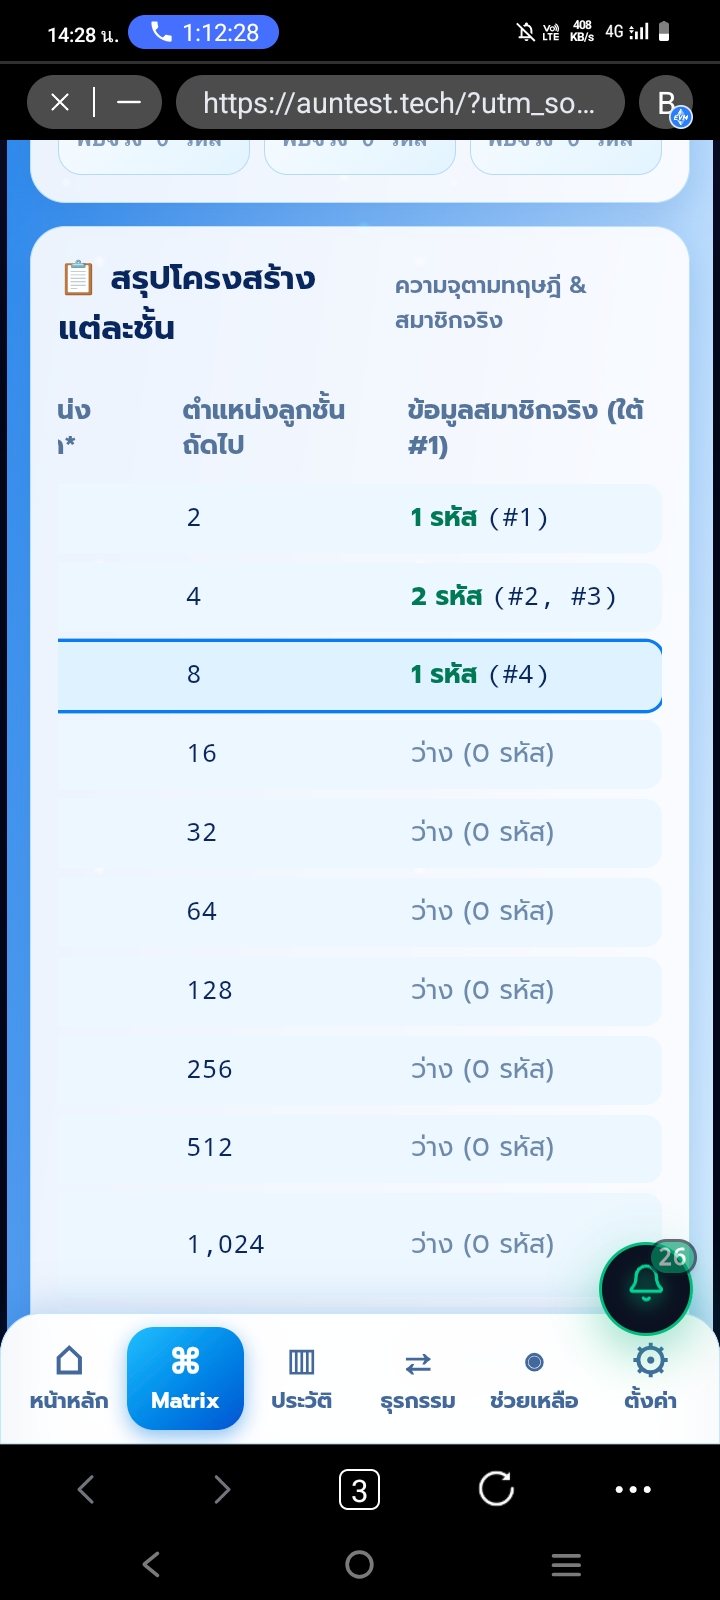 14:28 น.
1:12:28
Vo) LTE
408 KB/s
4G
https://auntest.tech/?utm_so...
B
📋 สรุปโครงสร้าง
แต่ละชั้น
ความจุตามทฤษฎี &
สมาชิกจริง
ตำแหน่งลูกชั้น
ถัดไป
ข้อมูลสมาชิกจริง (ใต้
#1)
2 1 รหัส (#1)
4 2 รหัส (#2, #3)
8 1 รหัส (#4)
16 ว่าง (0 รหัส)
32 ว่าง (0 รหัส)
64 ว่าง (0 รหัส)
128 ว่าง (0 รหัส)
256 ว่าง (0 รหัส)
512 ว่าง (0 รหัส)
1,024 ว่าง (0 รหัส)
26
หน้าหลัก
Matrix
ประวัติ
ธุรกรรม
ช่วยเหลือ
ตั้งค่า
3